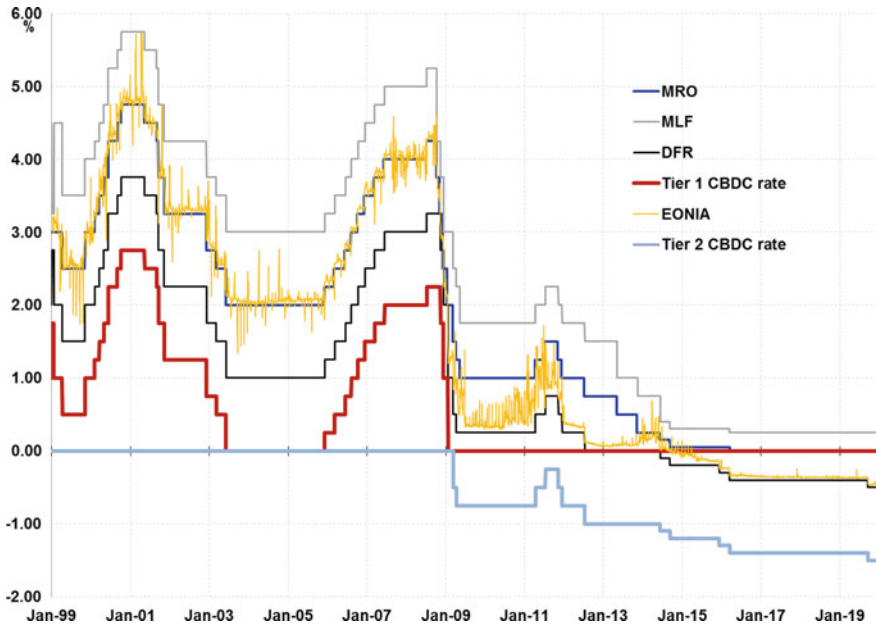 6.00
%
5.00
4.00
3.00
2.00
1.00
0.00
-1.00
-2.00
MRO
MLF
DFR
Tier 1 CBDC rate
EONIA
Tier 2 CBDC rate
Jan-99 Jan-01 Jan-03 Jan-05 Jan-07 Jan-09 Jan-11 Jan-13 Jan-15 Jan-17 Jan-19